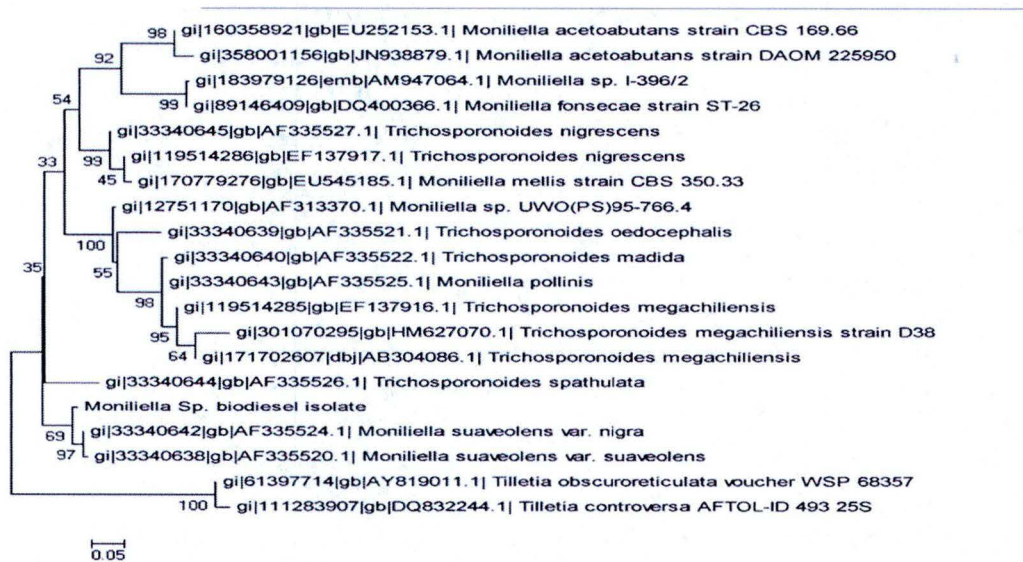 98 gi|160358921|gb|EU252153.1| Moniliella acetoabutans strain CBS 169.66
gi|358001156|gb|JN938879.1| Moniliella acetoabutans strain DAOM 225950
92
gi|183979126|emb|AM947064.1| Moniliella sp. I-396/2
99 gi|89146409|gb|DQ400366.1| Moniliella fonsecae strain ST-26
54
gi|33340645|gb|AF335527.1| Trichosporonoides nigrescens
99 gi|119514286|gb|EF137917.1| Trichosporonoides nigrescens
33
45 gi|170779276|gb|EU545185.1| Moniliella mellis strain CBS 350.33
gi|12751170|gb|AF313370.1| Moniliella sp. UWO(PS)95-766.4
100 gi|33340639|gb|AF335521.1| Trichosporonoides oedocephalis
gi|33340640|gb|AF335522.1| Trichosporonoides madida
35
55
gi|33340643|gb|AF335525.1| Moniliella pollinis
98
gi|119514285|gb|EF137916.1| Trichosporonoides megachiliensis
95 gi|301070295|gb|HM627070.1| Trichosporonoides megachiliensis strain D38
64 gi|171702607|dbj|AB304086.1| Trichosporonoides megachiliensis
gi|33340644|gb|AF335526.1| Trichosporonoides spathulata
Moniliella Sp. biodiesel isolate
69 gi|33340642|gb|AF335524.1| Moniliella suaveolens var. nigra
97 gi|33340638|gb|AF335520.1| Moniliella suaveolens var. suaveolens
gi|61397714|gb|AY819011.1| Tilletia obscuroreticulata voucher WSP 68357
100 gi|111283907|gb|DQ832244.1| Tilletia controversa AFTOL-ID 493 25S
0.05